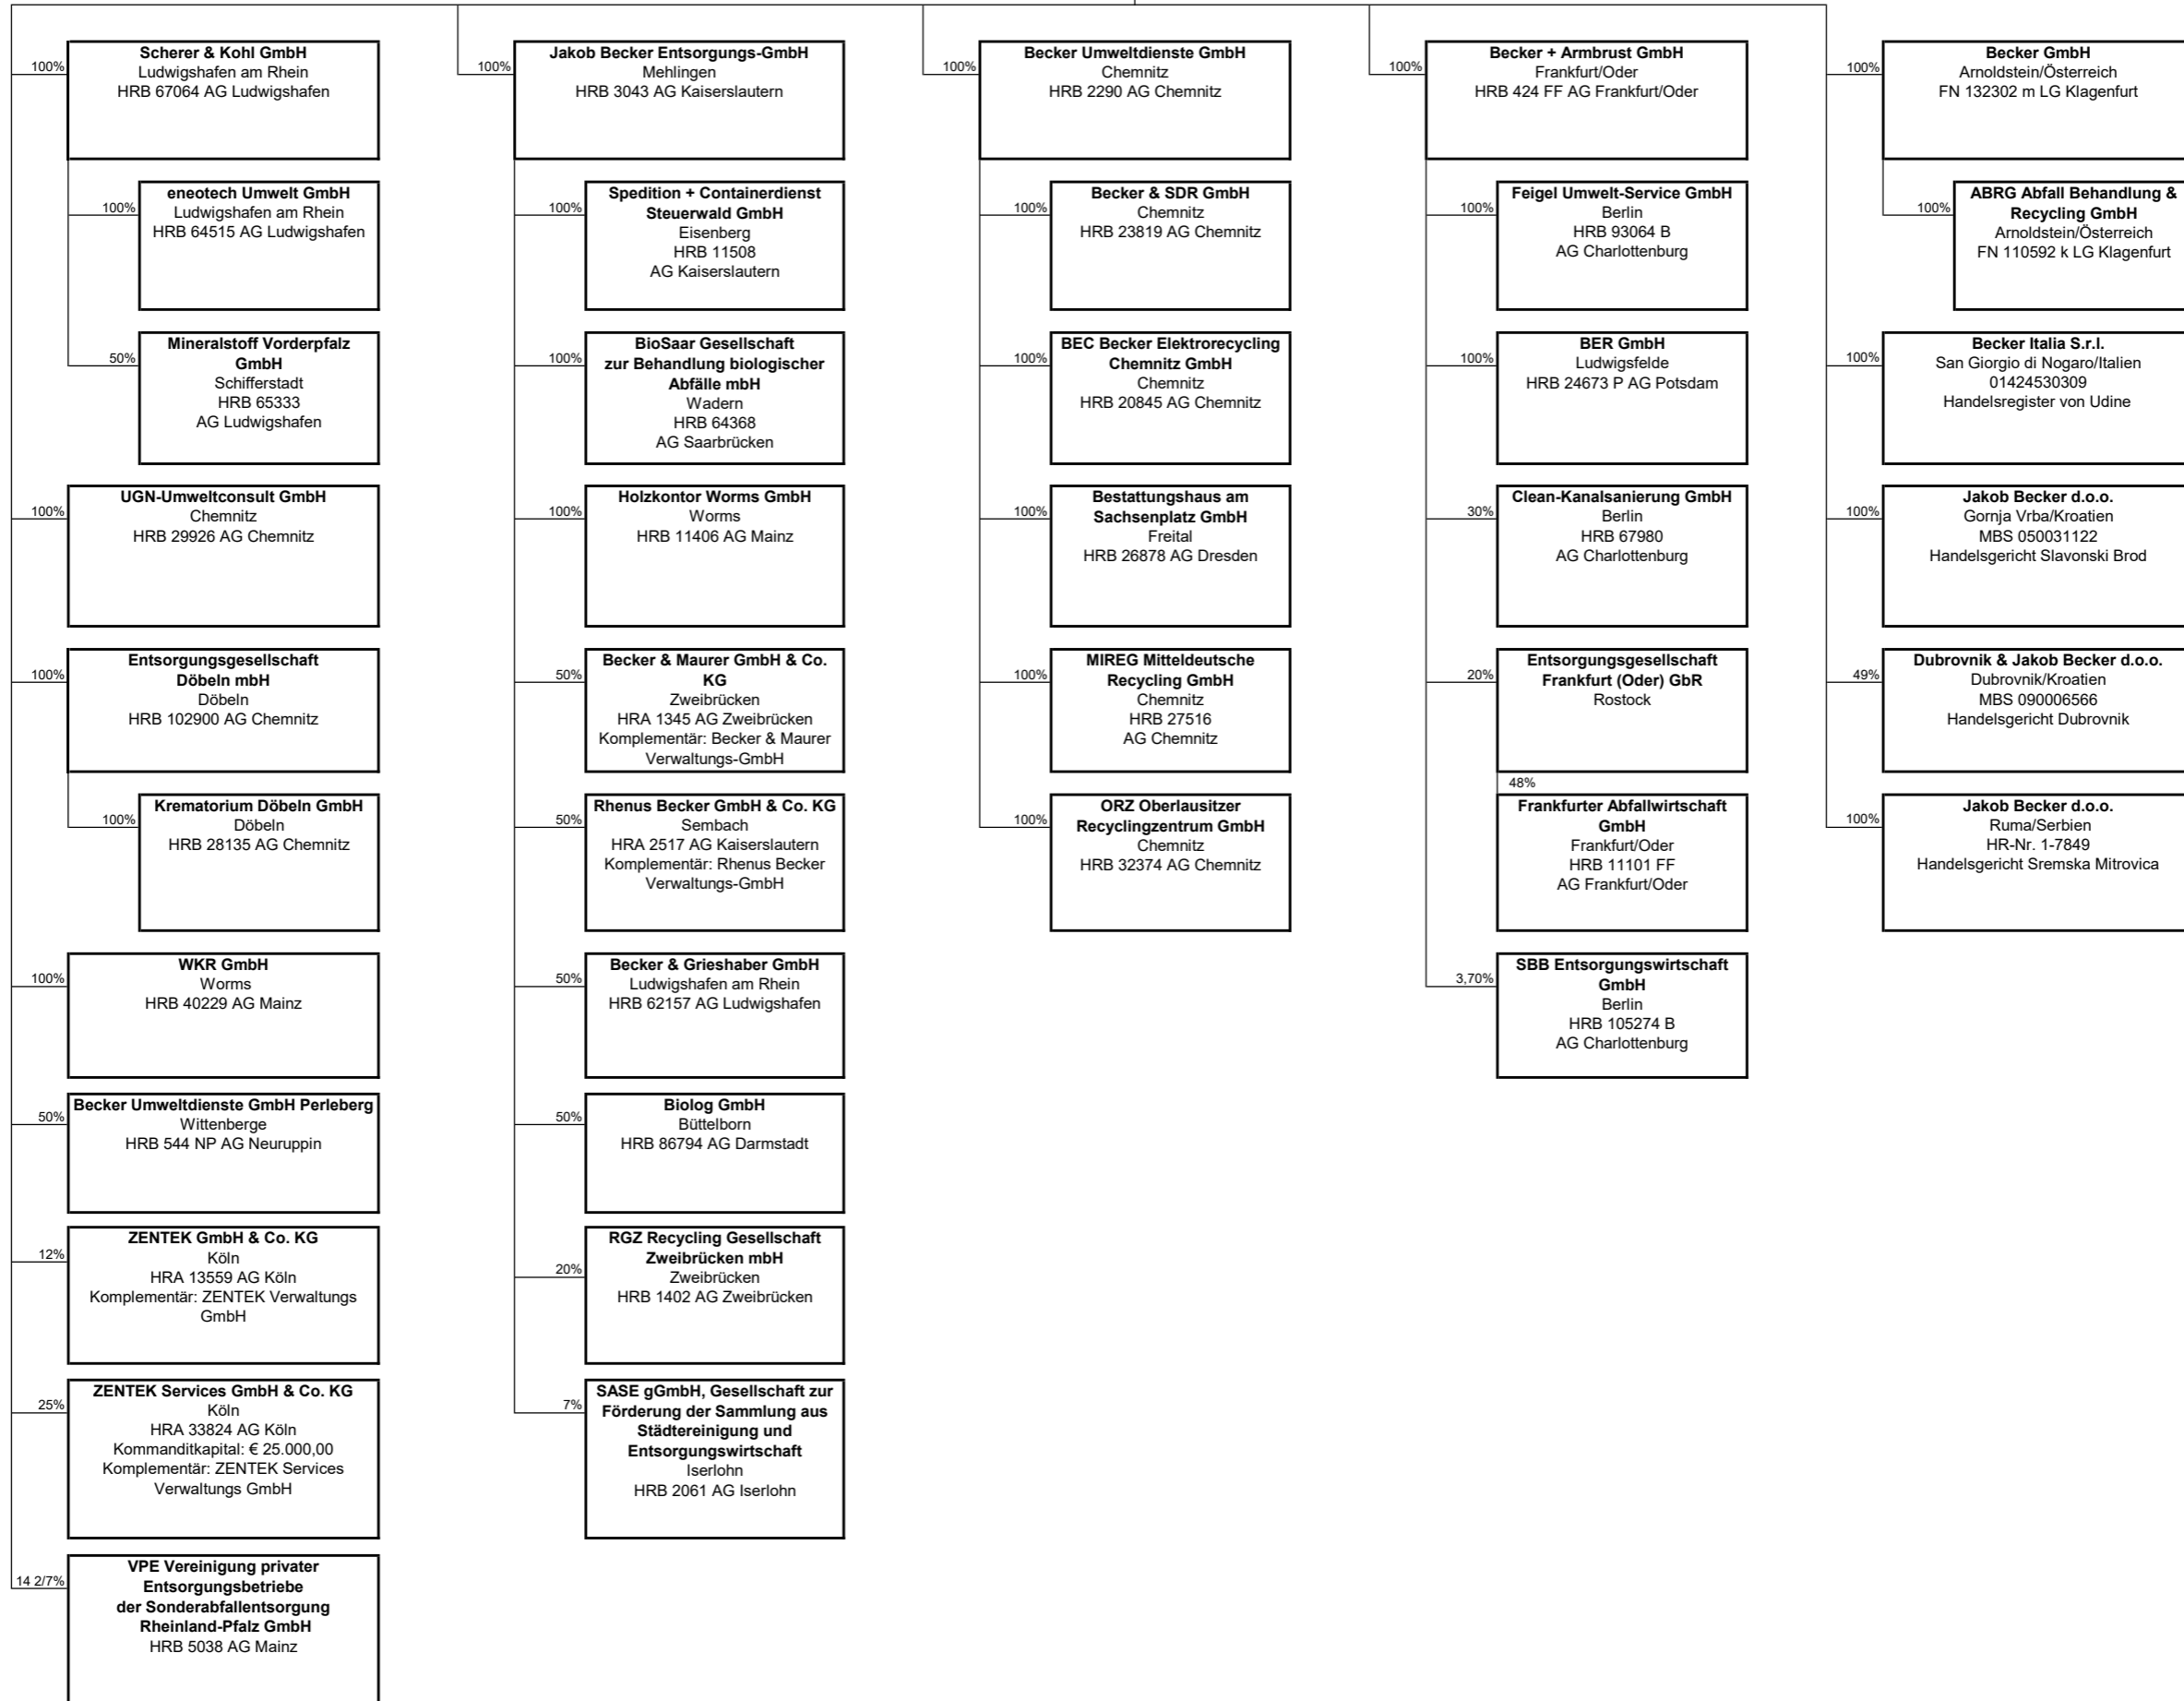 100%
Scherer & Kohl GmbH
Ludwigshafen am Rhein
HRB 67064 AG Ludwigshafen
100%
eneotech Umwelt GmbH
Ludwigshafen am Rhein
HRB 64515 AG Ludwigshafen
50%
Mineralstoff Vorderpfalz
GmbH
Schifferstadt
HRB 65333
AG Ludwigshafen
100%
UGN-Umweltconsult GmbH
Chemnitz
HRB 29926 AG Chemnitz
100%
Entsorgungsgesellschaft
Döbeln mbH
Döbeln
HRB 102900 AG Chemnitz
100%
Krematorium Döbeln GmbH
Döbeln
HRB 28135 AG Chemnitz
100%
WKR GmbH
Worms
HRB 40229 AG Mainz
50%
Becker Umweltdienste GmbH Perleberg
Wittenberge
HRB 544 NP AG Neuruppin
12%
ZENTEK GmbH & Co. KG
Köln
HRA 13559 AG Köln
Komplementär: ZENTEK Verwaltungs
GmbH
25%
ZENTEK Services GmbH & Co. KG
Köln
HRA 33824 AG Köln
Kommanditkapital: € 25.000,00
Komplementär: ZENTEK Services
Verwaltungs GmbH
14 2/7%
VPE Vereinigung privater
Entsorgungsbetriebe
der Sonderabfallentsorgung
Rheinland-Pfalz GmbH
HRB 5038 AG Mainz
100%
Jakob Becker Entsorgungs-GmbH
Mehlingen
HRB 3043 AG Kaiserslautern
100%
Spedition + Containerdienst
Steuerwald GmbH
Eisenberg
HRB 11508
AG Kaiserslautern
100%
BioSaar Gesellschaft
zur Behandlung biologischer
Abfälle mbH
Wadern
HRB 64368
AG Saarbrücken
100%
Holzkontor Worms GmbH
Worms
HRB 11406 AG Mainz
50%
Becker & Maurer GmbH & Co.
KG
Zweibrücken
HRA 1345 AG Zweibrücken
Komplementär: Becker & Maurer
Verwaltungs-GmbH
50%
Rhenus Becker GmbH & Co. KG
Sembach
HRA 2517 AG Kaiserslautern
Komplementär: Rhenus Becker
Verwaltungs-GmbH
50%
Becker & Grieshaber GmbH
Ludwigshafen am Rhein
HRB 62157 AG Ludwigshafen
50%
Biolog GmbH
Büttelborn
HRB 86794 AG Darmstadt
20%
RGZ Recycling Gesellschaft
Zweibrücken mbH
Zweibrücken
HRB 1402 AG Zweibrücken
7%
SASE gGmbH, Gesellschaft zur
Förderung der Sammlung aus
Städtereinigung und
Entsorgungswirtschaft
Iserlohn
HRB 2061 AG Iserlohn
100%
Becker Umweltdienste GmbH
Chemnitz
HRB 2290 AG Chemnitz
100%
Becker & SDR GmbH
Chemnitz
HRB 23819 AG Chemnitz
100%
BEC Becker Elektrorecycling
Chemnitz GmbH
Chemnitz
HRB 20845 AG Chemnitz
100%
Bestattungshaus am
Sachsenplatz GmbH
Freital
HRB 26878 AG Dresden
100%
MIREG Mitteldeutsche
Recycling GmbH
Chemnitz
HRB 27516
AG Chemnitz
100%
ORZ Oberlausitzer
Recyclingzentrum GmbH
Chemnitz
HRB 32374 AG Chemnitz
100%
Becker + Armbrust GmbH
Frankfurt/Oder
HRB 424 FF AG Frankfurt/Oder
100%
Feigel Umwelt-Service GmbH
Berlin
HRB 93064 B
AG Charlottenburg
100%
BER GmbH
Ludwigsfelde
HRB 24673 P AG Potsdam
30%
Clean-Kanalsanierung GmbH
Berlin
HRB 67980
AG Charlottenburg
20%
Entsorgungsgesellschaft
Frankfurt (Oder) GbR
Rostock
48%
Frankfurter Abfallwirtschaft
GmbH
Frankfurt/Oder
HRB 11101 FF
AG Frankfurt/Oder
3,70%
SBB Entsorgungswirtschaft
GmbH
Berlin
HRB 105274 B
AG Charlottenburg
100%
Becker GmbH
Arnoldstein/Österreich
FN 132302 m LG Klagenfurt
100%
ABRG Abfall Behandlung &
Recycling GmbH
Arnoldstein/Österreich
FN 110592 k LG Klagenfurt
100%
Becker Italia S.r.l.
San Giorgio di Nogaro/Italien
01424530309
Handelsregister von Udine
100%
Jakob Becker d.o.o.
Gornja Vrba/Kroatien
MBS 050031122
Handelsgericht Slavonski Brod
49%
Dubrovnik & Jakob Becker d.o.o.
Dubrovnik/Kroatien
MBS 090006566
Handelsgericht Dubrovnik
100%
Jakob Becker d.o.o.
Ruma/Serbien
HR-Nr. 1-7849
Handelsgericht Sremska Mitrovica